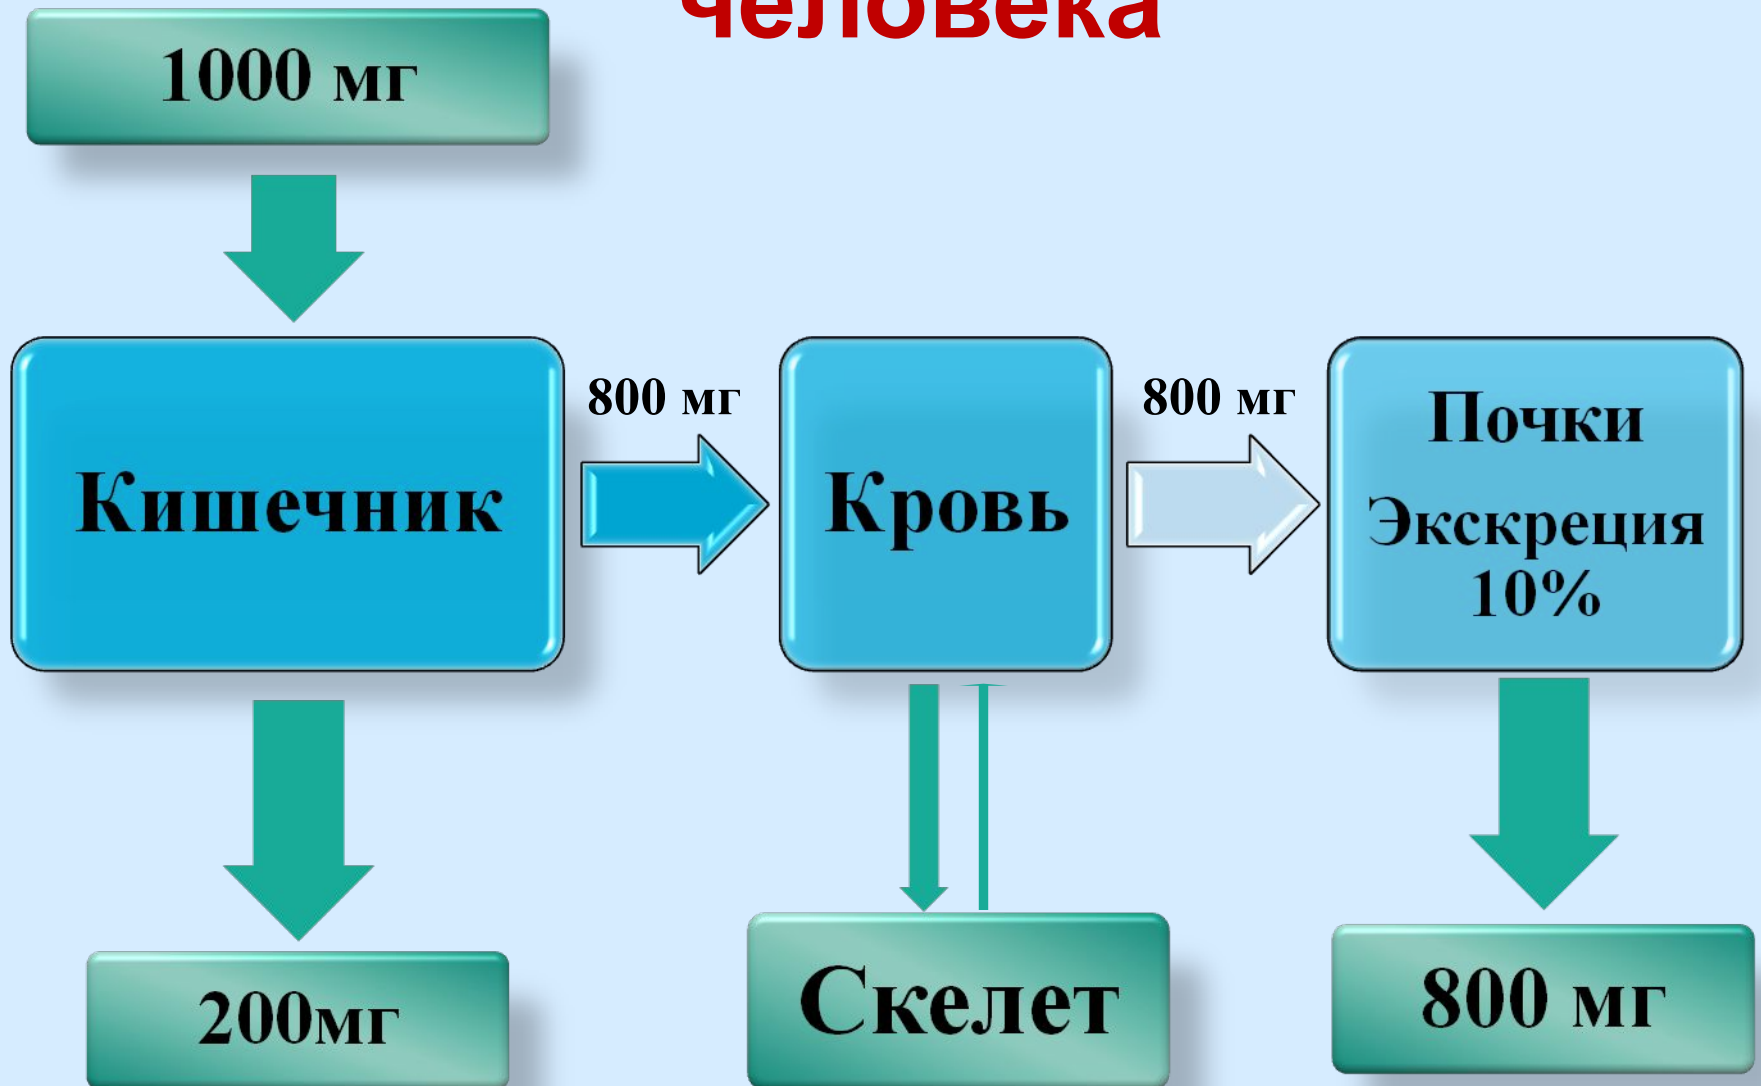 человека
1000 мг
Кишечник
800 мг
Кровь
800 мг
Почки
Экскреция
10%
200мг
Скелет
800 мг